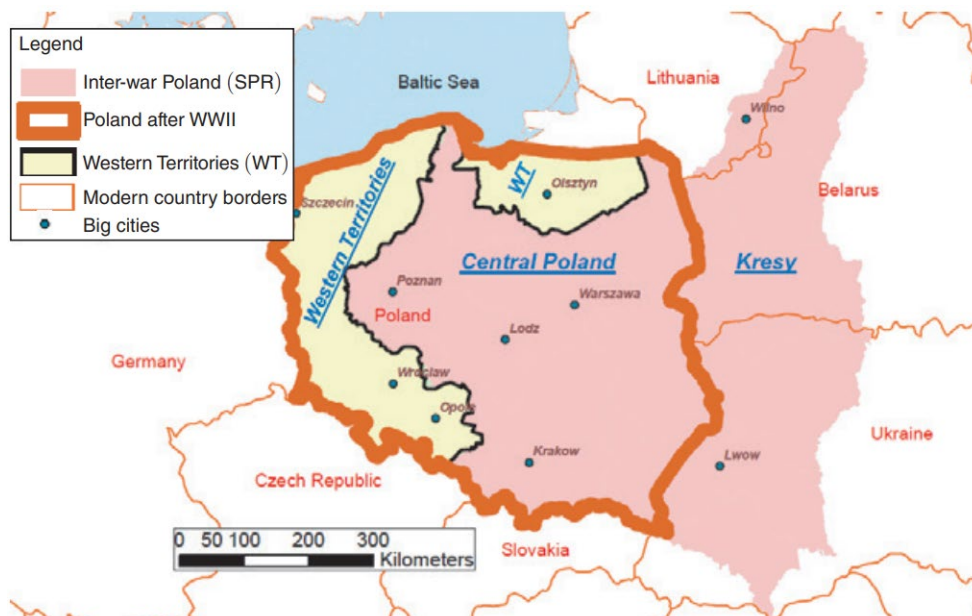 Legend
Inter-war Poland (SPR)
Poland after WWII
Western Territories (WT)
Modern country borders
Big cities
Baltic Sea
Lithuania
Wilno
Belarus
Szczecin
Western Territories
WT
Olsztyn
Central Poland
Kresy
Poznan
Warszawa
Poland
Lodz
Germany
Wroclaw
Opole
Ukraine
Krakow
Lwow
Czech Republic
Slovakia
0 50 100 200 300
Kilometers